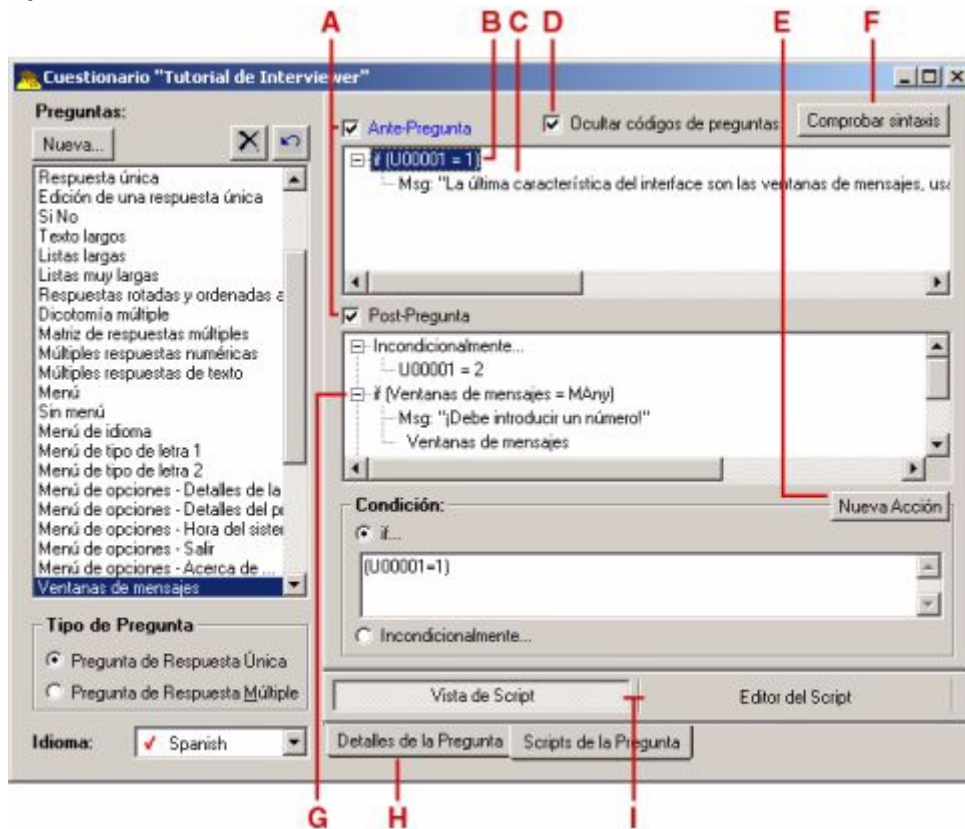 A B C D E F
Cuestionario "Tutorial de Interviewer"
Preguntas:
Nueva...
Respuesta única
Edición de una respuesta única
Si No
Texto largos
Listas largas
Listas muy largas
Respuestas rotadas y ordenadas a
Dicotomía múltiple
Matriz de respuestas múltiples
Múltiples respuestas numéricas
Múltiples respuestas de texto
Menú
Sin menú
Menú de idioma
Menú de tipo de letra 1
Menú de tipo de letra 2
Menú de opciones - Detalles de la
Menú de opciones - Detalles del
Menú de opciones - Hora del
Menú de opciones - Salir
Menú de opciones - Acerca de ...
Ventanas de mensajes
Tipo de Pregunta
Pregunta de Respuesta Única
Pregunta de Respuesta Múltiple
Idioma: Spanish
Ante-Pregunta
Ocultar códigos de preguntas
Comprobar sintaxis
if (U00001 = 1)
Msg: "La última característica del interface son las ventanas de mensajes, usa
Post-Pregunta
Incondicionalmente...
U00001 = 2
if (Ventanas de mensajes = MAny)
Msg: "¡Debe introducir un número!"
Ventanas de mensajes
Condición:
Nueva Acción
if...
(U00001=1)
Incondicionalmente...
Vista de Script
Editor del Script
Detalles de la Pregunta
Scripts de la Pregunta
G H I